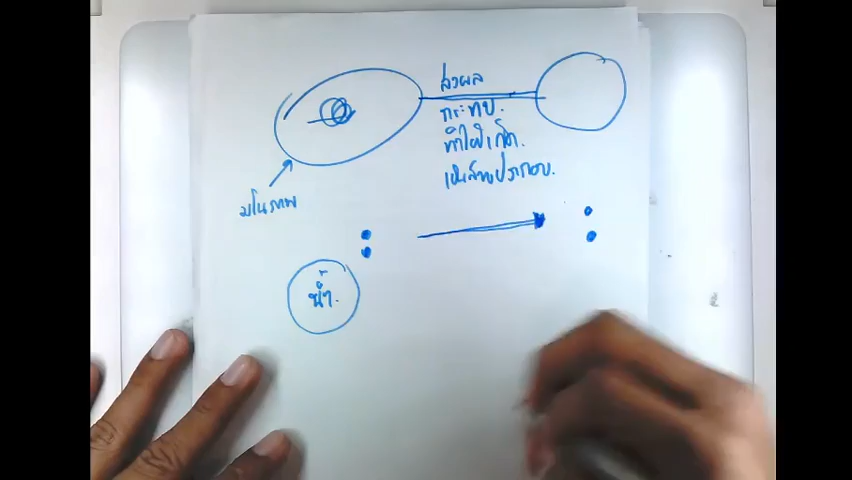 ส่งผล
กระทบ.
ทำให้เกิด.
เป็นส่วนประกอบ.
มโนภาพ
น้ำ.